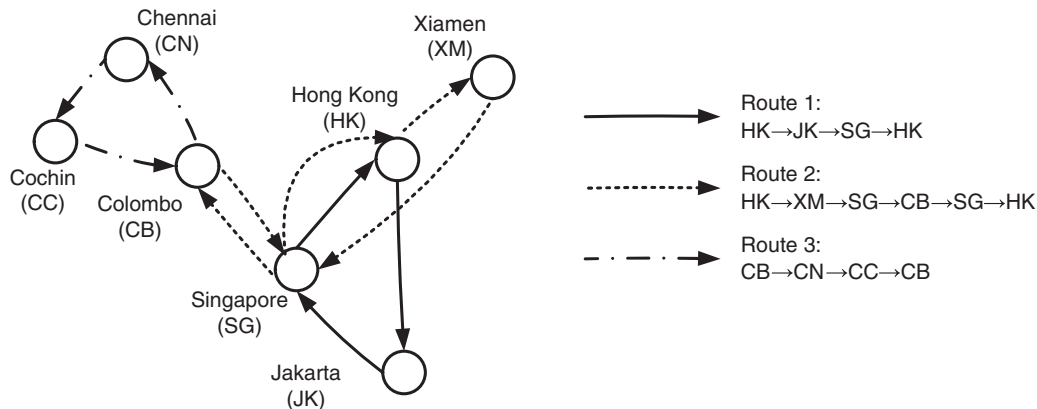 Chennai
(CN)
Xiamen
(XM)
Hong Kong
(HK)
Cochin
(CC)
Colombo
(CB)
Singapore
(SG)
Jakarta
(JK)
Route 1:
HK→JK→SG→HK
Route 2:
HK→XM→SG→CB→SG→HK
Route 3:
CB→CN→CC→CB